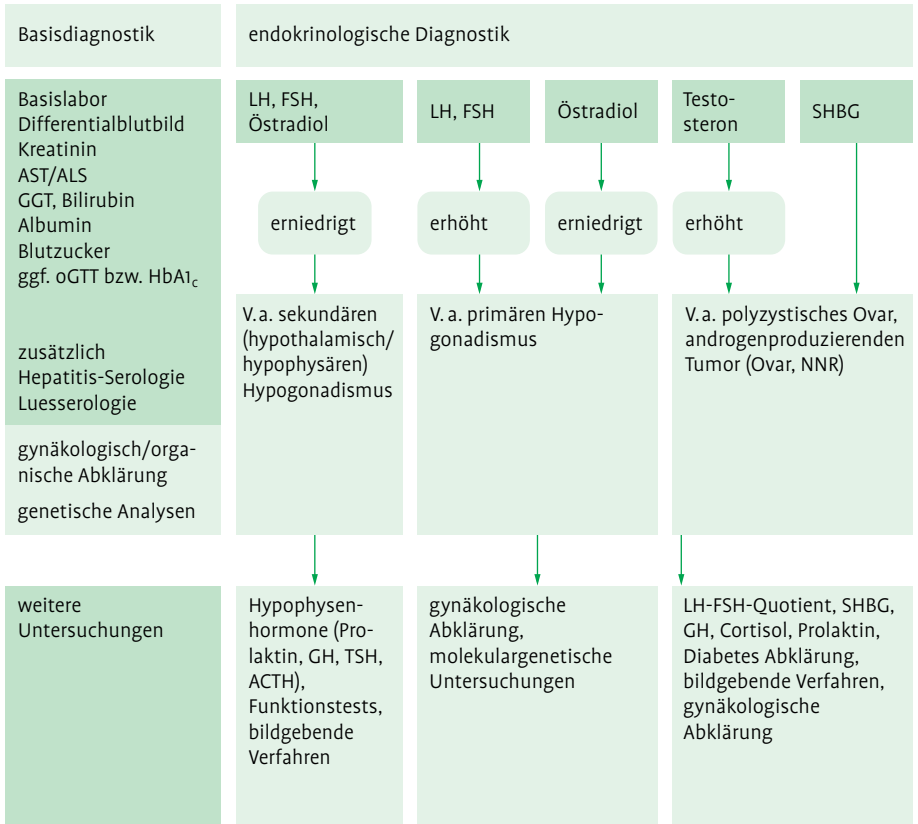 Basisdiagnostik
endokrinologische Diagnostik
Basislabor
Differentialblutbild
Kreatinin
AST/ALS
GGT, Bilirubin
Albumin
Blutzucker
ggf. oGTT bzw. HbA1c
zusätzlich
Hepatitis-Serologie
Luesserologie
gynäkologisch/orga-
nische Abklärung
genetische Analysen
LH, FSH,
Östradiol
LH, FSH
Östradiol
Testo-
steron
SHBG
erniedrigt
erhöht
erniedrigt
erhöht
V. a. sekundären
(hypothalamisch/
hypophysären)
Hypogonadismus
V. a. primären Hypo-
gonadismus
V. a. polyzystisches Ovar,
androgenproduzierenden
Tumor (Ovar, NNR)
weitere
Untersuchungen
Hypophysen-
hormone (Pro-
laktin, GH, TSH,
ACTH),
Funktionstests,
bildgebende
Verfahren
gynäkologische
Abklärung,
molekulargenetische
Untersuchungen
LH-FSH-Quotient, SHBG,
GH, Cortisol, Prolaktin,
Diabetes Abklärung,
bildgebende Verfahren,
gynäkologische
Abklärung